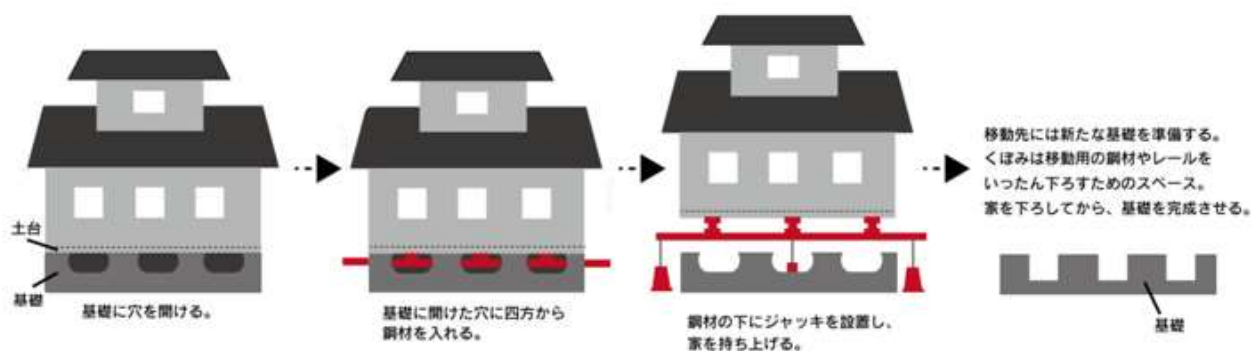 土台
基礎
基礎に穴を開ける。
基礎に開けた穴に四方から
鋼材を入れる。
鋼材の下にジャッキを設置し、
家を持ち上げる。
移動先には新たな基礎を準備する。
くぼみは移動用の鋼材やレールを
いったん下ろすためのスペース。
家を下ろしてから、基礎を完成させる。
基礎